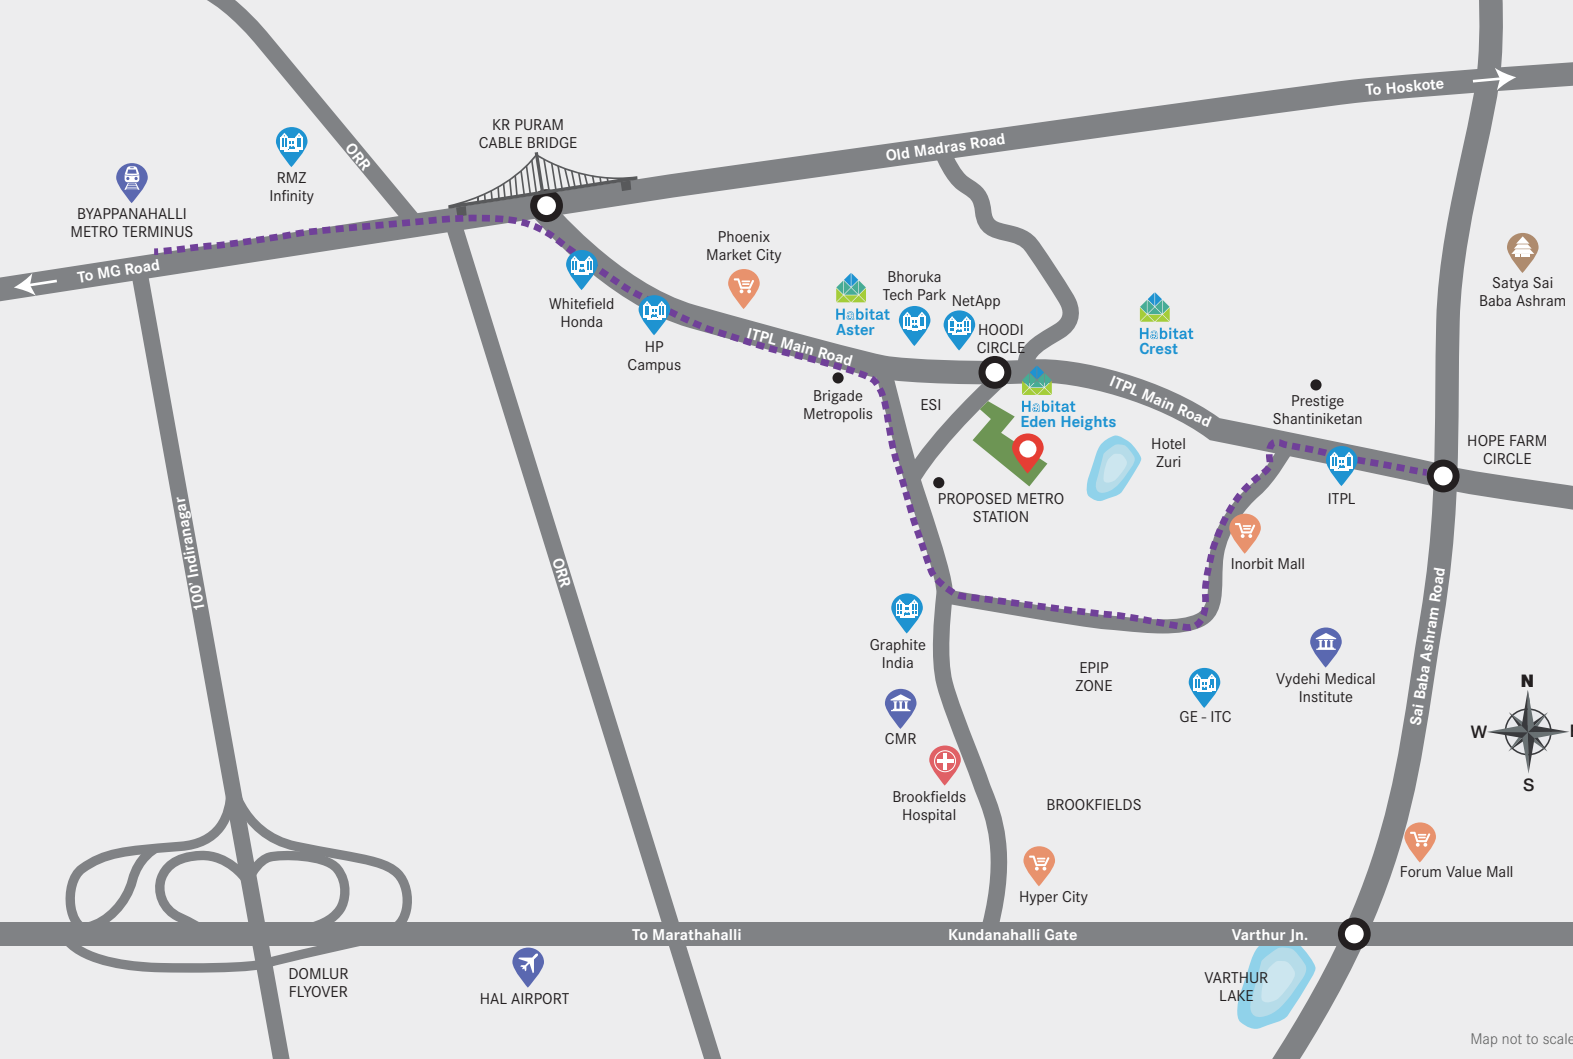 To Hoskote
Old Madras Road
KR PURAM
CABLE BRIDGE
ORR
RMZ
Infinity
BYAPPANAHALLI
METRO TERMINUS
To MG Road
Phoenix
Market City
Whitefield
Honda
HP
Campus
ITPL Main Road
Habitat
Aster
Bhoruka
Tech Park
NetApp
HOODI
CIRCLE
Habitat
Crest
Satya Sai
Baba Ashram
Brigade
Metropolis
ESI
Habitat
Eden Heights
ITPL Main Road
Prestige
Shantiniketan
Hotel
Zuri
HOPE FARM
CIRCLE
ITPL
PROPOSED METRO
STATION
Inorbit Mall
100' Indiranagar
ORR
Sai Baba Ashram Road
Graphite
India
EPIP
ZONE
GE - ITC
Vydehi Medical
Institute
N
W
S
CMR
Brookfields
Hospital
BROOKFIELDS
Hyper City
Forum Value Mall
To Marathahalli
Kundanahalli Gate
Varthur Jn.
DOMLUR
FLYOVER
HAL AIRPORT
VARTHUR
LAKE
Map not to scale